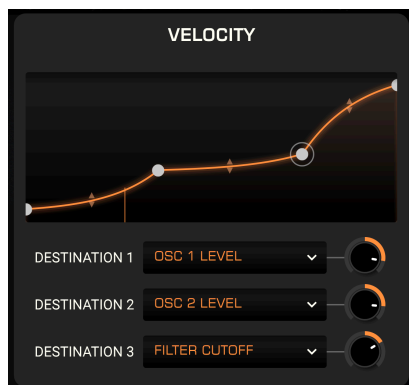 VELOCITY
DESTINATION 1 OSC 1 LEVEL
DESTINATION 2 OSC 2 LEVEL
DESTINATION 3 FILTER CUTOFF